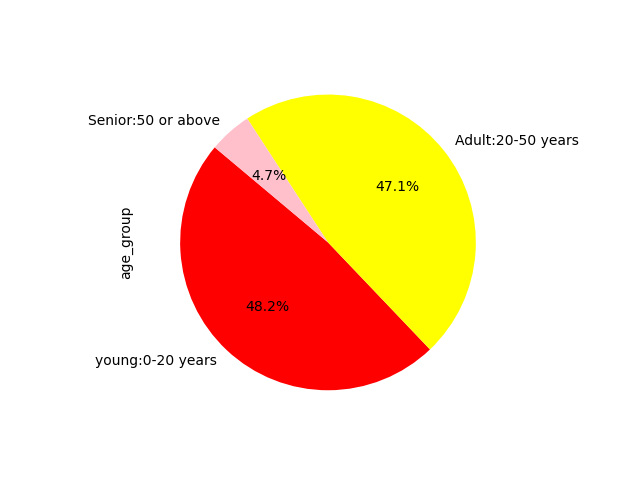 Senior:50 or above
Adult:20-50 years
4.7%
47.1%
age_group
48.2%
young:0-20 years